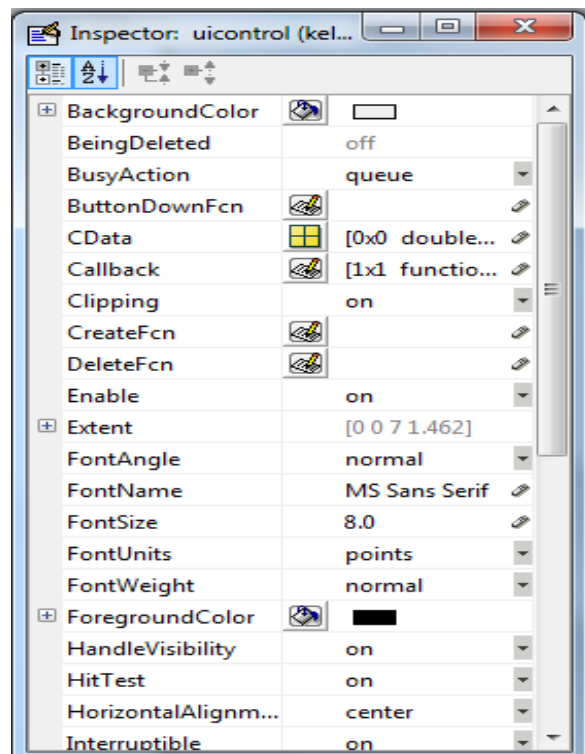 Inspector: uicontrol (kel...
BackgroundColor
BeingDeleted off
BusyAction queue
ButtonDownFcn
CData [0x0 double...
Callback [1x1 functio...
Clipping on
CreateFcn
DeleteFcn
Enable on
Extent [0 0 7 1.462]
FontAngle normal
FontName MS Sans Serif
FontSize 8.0
FontUnits points
FontWeight normal
ForegroundColor
HandleVisibility on
HitTest on
HorizontalAlignm... center
Interruptible on